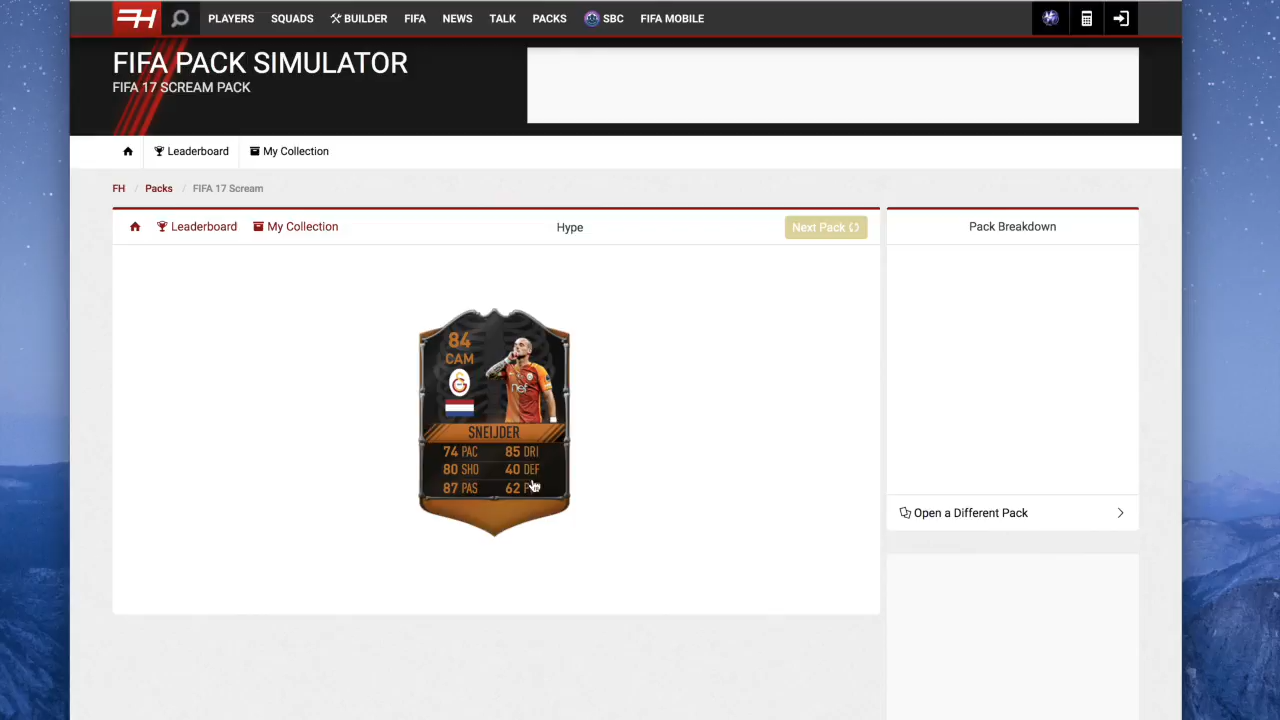 FH PLAYERS SQUADS BUILDER FIFA NEWS TALK PACKS SBC FIFA MOBILE
FIFA PACK SIMULATOR
FIFA 17 SCREAM PACK
Leaderboard My Collection
FH / Packs / FIFA 17 Scream
Leaderboard My Collection Hype Next Pack Pack Breakdown
84
CAM
nef
SNEIJDER
74 PAC 85 DRI
80 SHO 40 DEF
87 PAS 62
Open a Different Pack